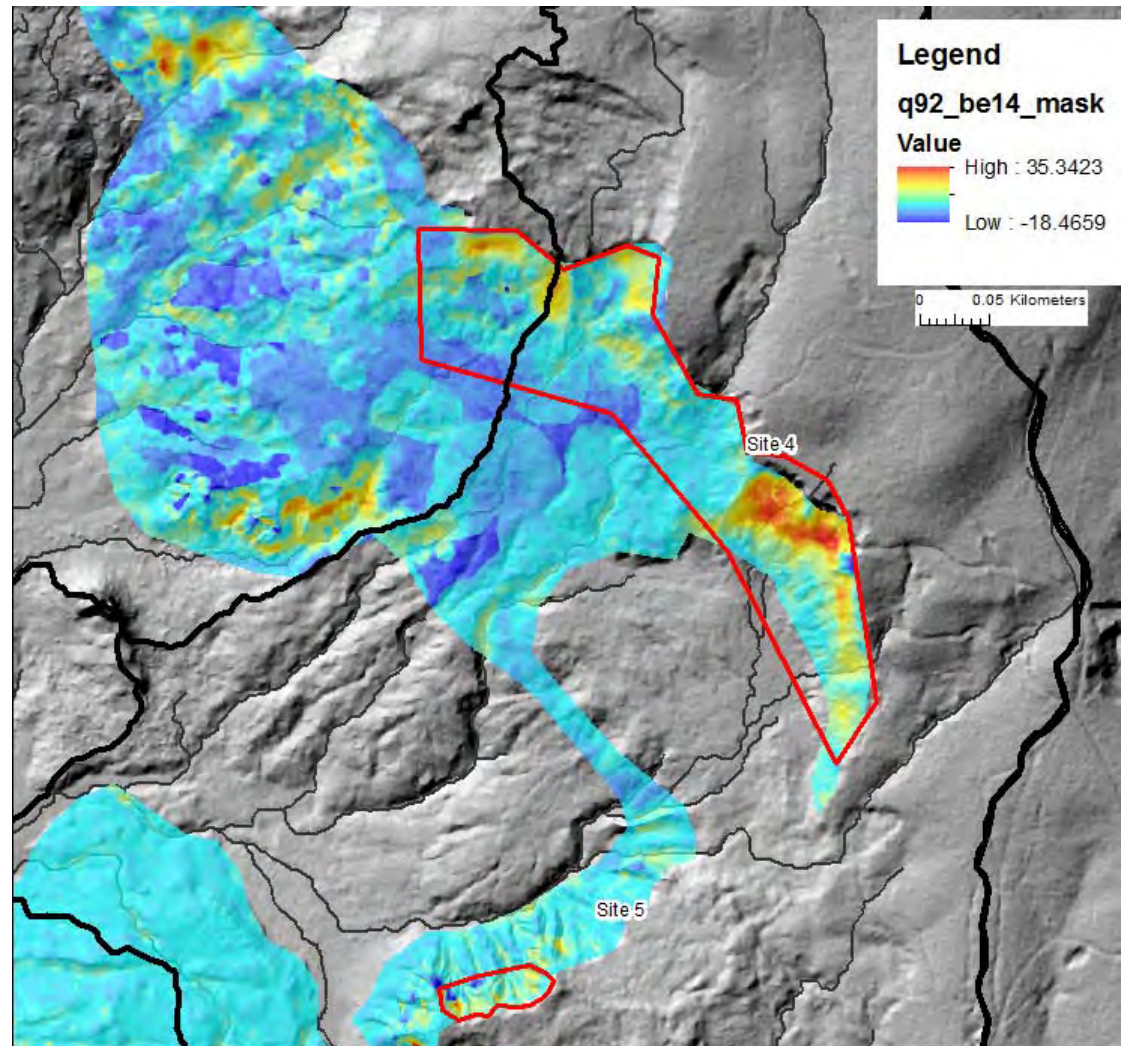 Legend
q92_be14_mask
Value
High : 35.3423
Low : -18.4659
0 0.05 Kilometers
Site 4
Site 5